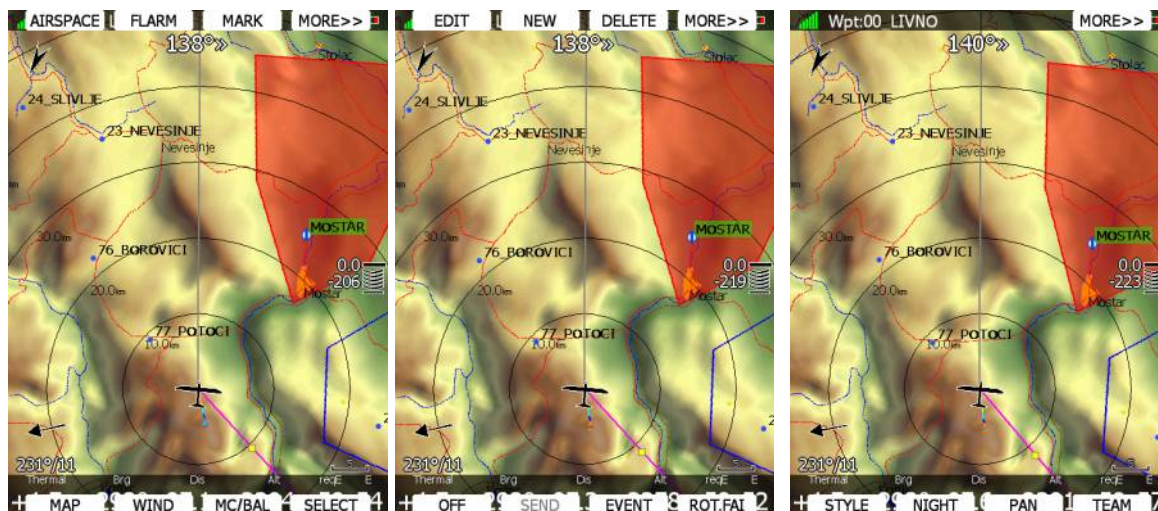 AIRSPACE FLARM MARK MORE>>
138°»
Stolac
24_SLIVLJE
23_NEVESINJE
Nevesinje
MOSTAR
30.0km
76_BOROVICI
0.0
-206
20.0km
Mostar
77_POTOCI
10.0km
231°/11
5
Thermal Brg Dis Alt reqE
MAP WIND MC/BAL SELECT
EDIT NEW DELETE MORE>>
138°»
Stolac
24_SLIVLJE
23_NEVESINJE
Nevesinje
MOSTAR
30.0km
76_BOROVICI
0.0
-219
20.0km
Mostar
77_POTOCI
10.0km
231°/11
5
Thermal Brg Dis Alt reqE
OFF SEND EVENT ROT.FAI
Wpt:00_LIVNO MORE>>
140°»
Stolac
24_SLIVLJE
23_NEVESINJE
Nevesinje
MOSTAR
30.0km
76_BOROVICI
0.0
-223
20.0km
Mostar
77_POTOCI
10.0km
231°/11
5
Thermal Brg Dis Alt reqE
STYLE NIGHT PAN TEAM